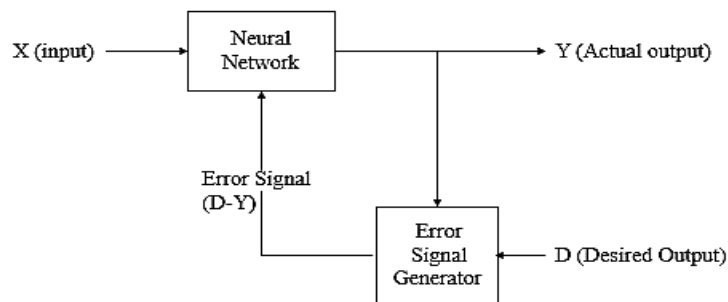 X (input)
Neural
Network
Y (Actual output)
Error Signal
(D-Y)
Error
Signal
Generator
D (Desired Output)